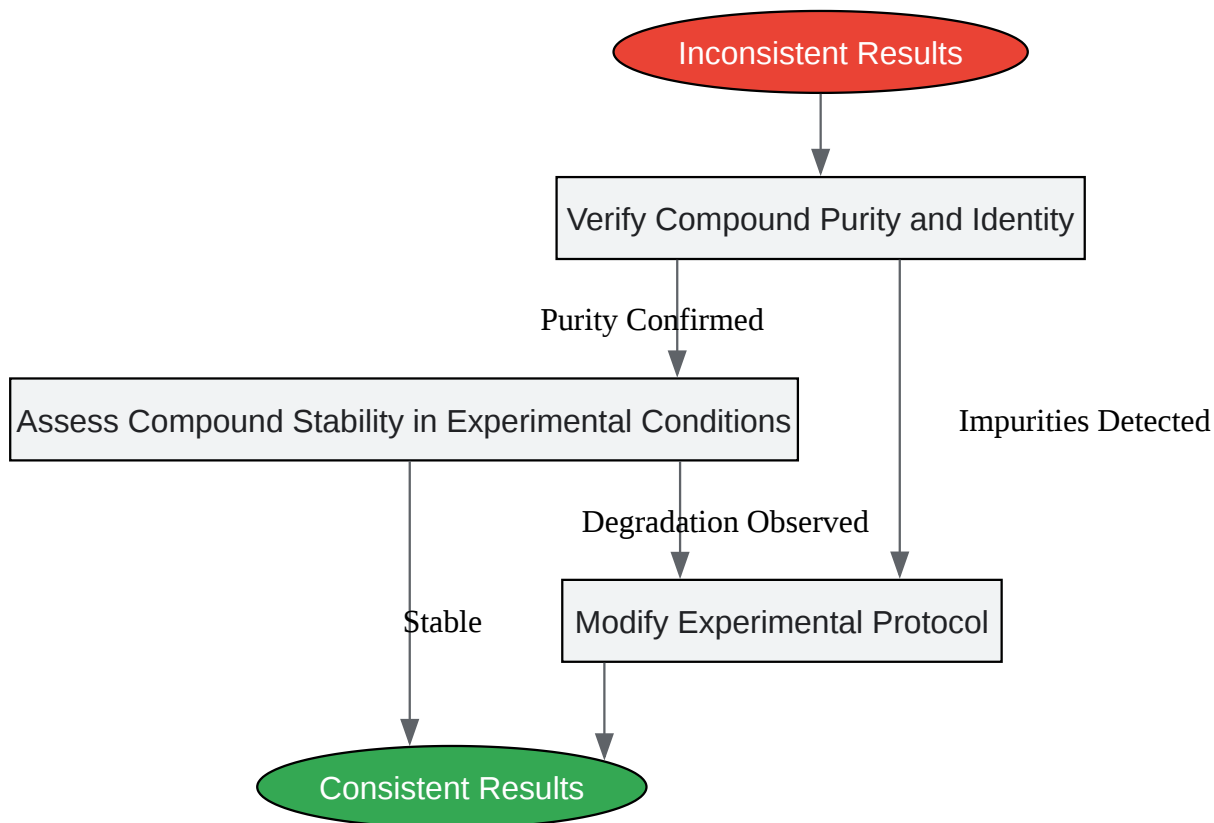 Inconsistent Results
Verify Compound Purity and Identity
Purity Confirmed
Assess Compound Stability in Experimental Conditions
Impurities Detected
Degradation Observed
Stable
Modify Experimental Protocol
Consistent Results